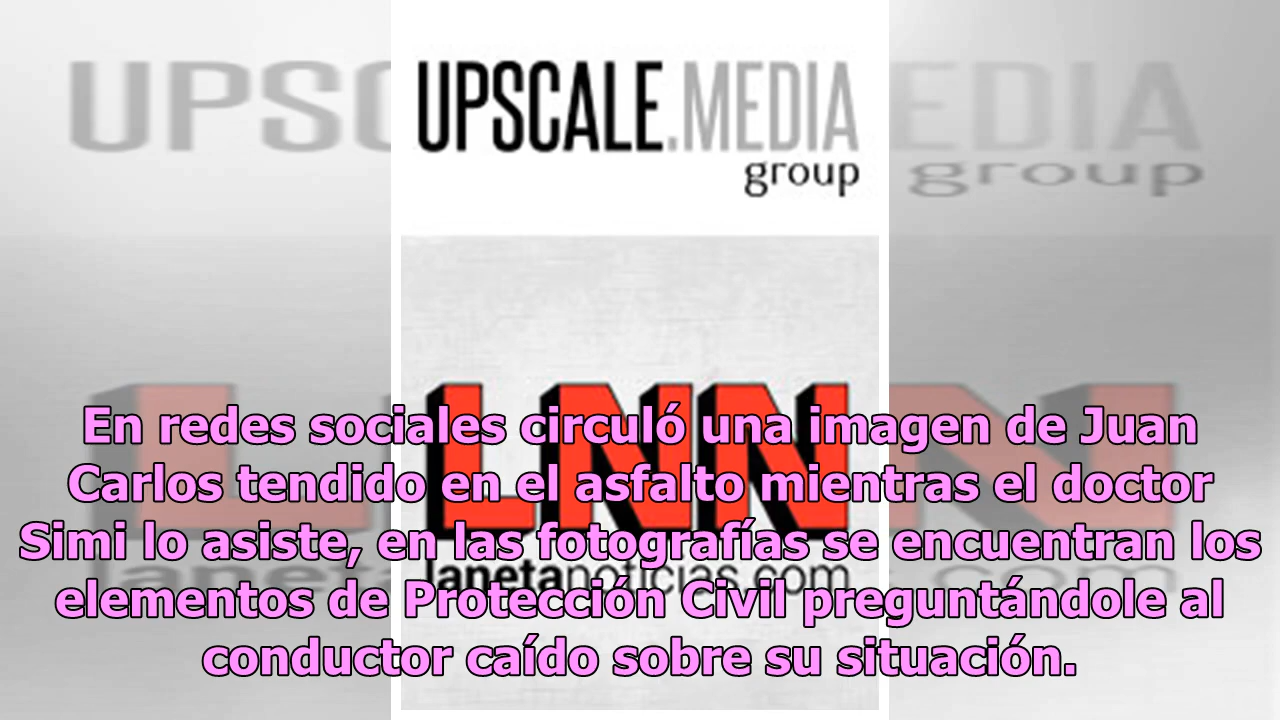 UPSCALE.MEDIA
group
LNN
lanetanoticias.com
En redes sociales circuló una imagen de Juan
Carlos tendido en el asfalto mientras el doctor
Simi lo asiste, en las fotografías se encuentran los
elementos de Protección Civil preguntándole al
conductor caído sobre su situación.